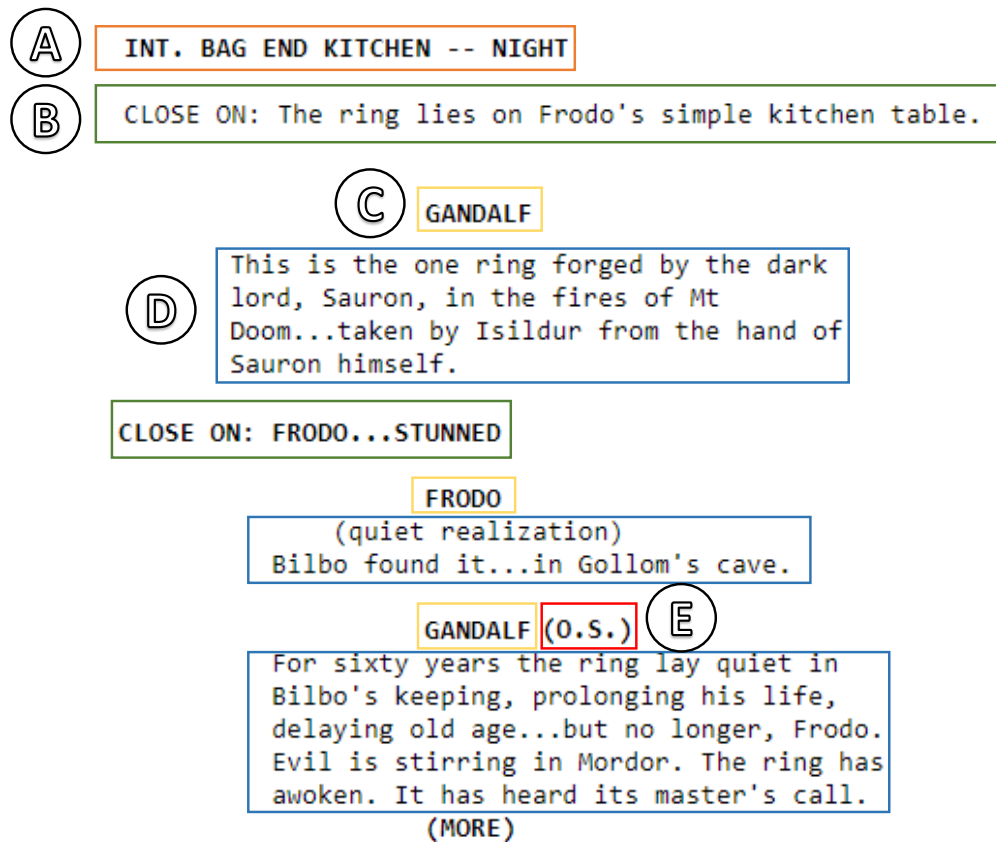 A INT. BAG END KITCHEN -- NIGHT
B CLOSE ON: The ring lies on Frodo's simple kitchen table.
C GANDALF
This is the one ring forged by the dark
lord, Sauron, in the fires of Mt
D Doom...taken by Isildur from the hand of
Sauron himself.
CLOSE ON: FRODO...STUNNED
FRODO
(quiet realization)
Bilbo found it...in Gollom's cave.
GANDALF (O.S.) E
For sixty years the ring lay quiet in
Bilbo's keeping, prolonging his life,
delaying old age...but no longer, Frodo.
Evil is stirring in Mordor. The ring has
awoken. It has heard its master's call.
(MORE)